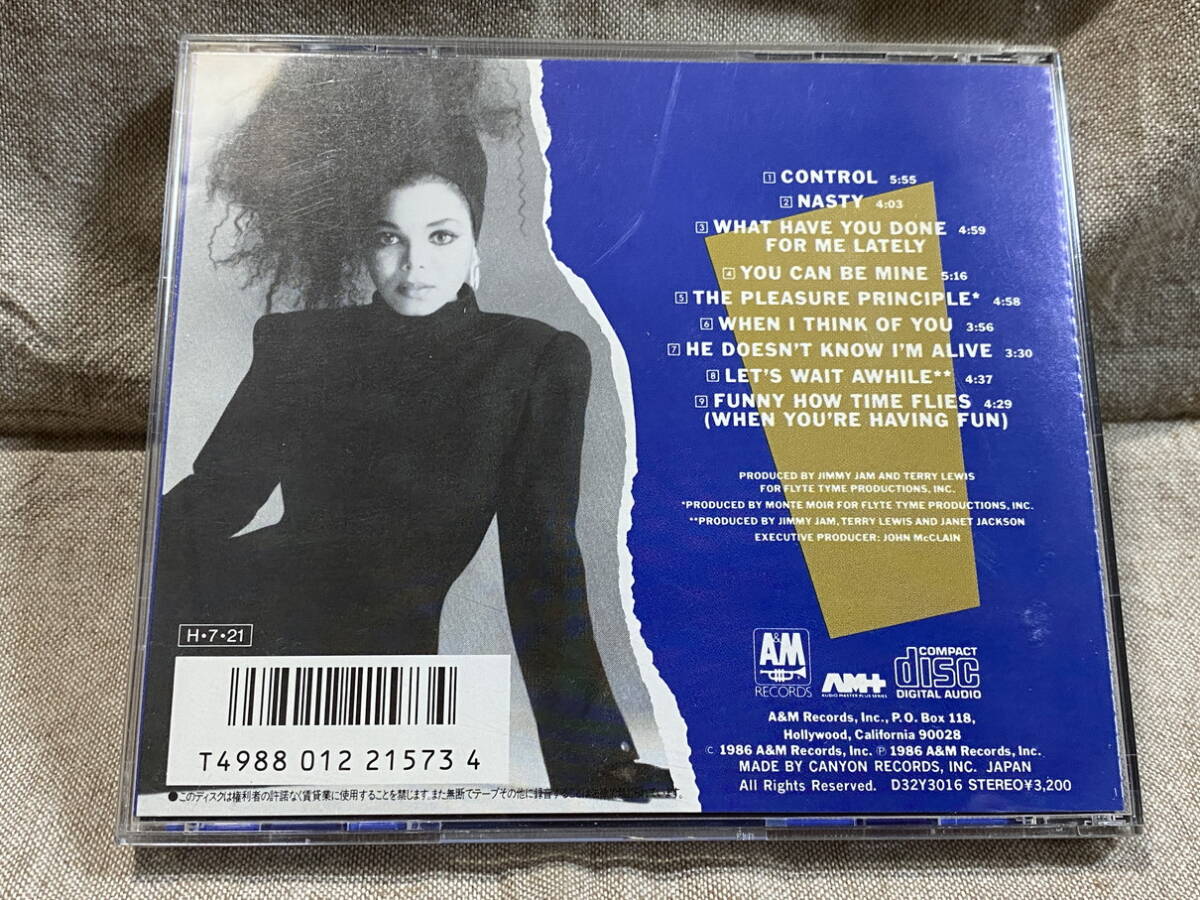 1 CONTROL 5:55
2 NASTY 4:03
3 WHAT HAVE YOU DONE 4:59
FOR ME LATELY
4 YOU CAN BE MINE 5:16
5 THE PLEASURE PRINCIPLE* 4:58
6 WHEN I THINK OF YOU 3:56
7 HE DOESN'T KNOW I'M ALIVE 3:30
8 LET'S WAIT AWHILE** 4:37
9 FUNNY HOW TIME FLIES 4:29
(WHEN YOU'RE HAVING FUN)
PRODUCED BY JIMMY JAM AND TERRY LEWIS
FOR FLYTE TYME PRODUCTIONS, INC.
*PRODUCED BY MONTE MOIR FOR FLYTE TYME PRODUCTIONS, INC.
**PRODUCED BY JIMMY JAM, TERRY LEWIS AND JANET JACKSON
EXECUTIVE PRODUCER: JOHN McCLAIN
A&M
RECORDS
AM+
AUDIO MASTER PLUS SERIES
COMPACT
disc
DIGITAL AUDIO
A&M Records, Inc., P.O. Box 118,
Hollywood, California 90028
© 1986 A&M Records, Inc. ℗ 1986 A&M Records, Inc.
MADE BY CANYON RECORDS, INC. JAPAN
All Rights Reserved. D32Y3016 STEREO ¥3,200
H・7・21
T4988 012 21573 4
●このディスクは権利者の許諾なく賃貸業に使用することを禁じます。また無断でテープその他に録音することは